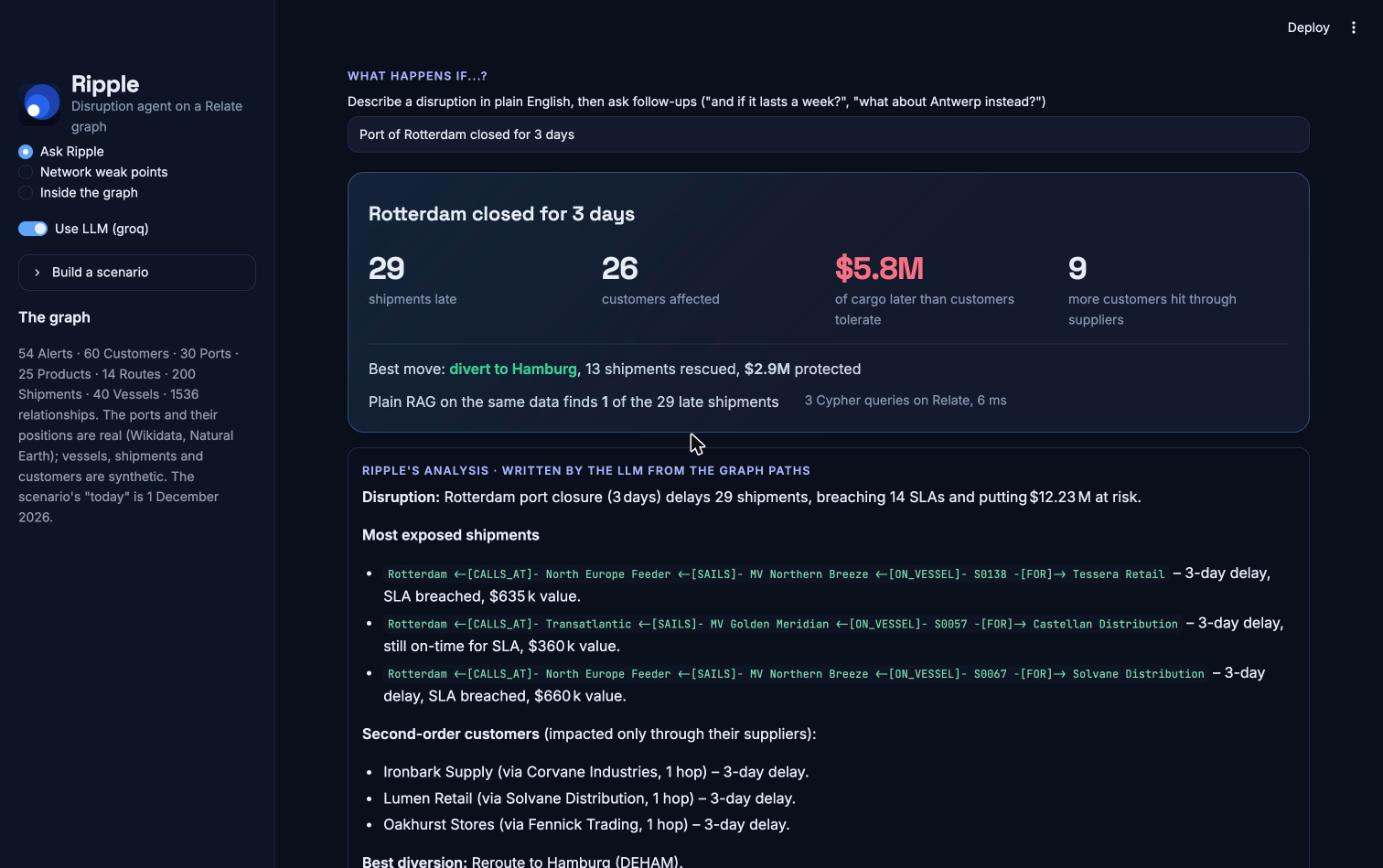 Deploy
Ripple
Disruption agent on a Relate
graph
Ask Ripple
Network weak points
Inside the graph
Use LLM (groq)
Build a scenario
The graph
54 Alerts · 60 Customers · 30 Ports ·
25 Products · 14 Routes · 200
Shipments · 40 Vessels · 1536
relationships. The ports and their
positions are real (Wikidata, Natural
Earth); vessels, shipments and
customers are synthetic. The
scenario's "today" is 1 December
2026.
WHAT HAPPENS IF...?
Describe a disruption in plain English, then ask follow-ups ("and if it lasts a week?", "what about Antwerp instead?")
Port of Rotterdam closed for 3 days
Rotterdam closed for 3 days
29
shipments late
26
customers affected
$5.8M
of cargo later than customers
tolerate
9
more customers hit through
suppliers
Best move: divert to Hamburg, 13 shipments rescued, $2.9M protected
Plain RAG on the same data finds 1 of the 29 late shipments 3 Cypher queries on Relate, 6 ms
RIPPLE'S ANALYSIS · WRITTEN BY THE LLM FROM THE GRAPH PATHS
Disruption: Rotterdam port closure (3 days) delays 29 shipments, breaching 14 SLAs and putting $12.23 M at risk.
Most exposed shipments
• Rotterdam <-[CALLS_AT]- North Europe Feeder <-[SAILS]- MV Northern Breeze <-[ON_VESSEL]- S0138 -[FOR]-> Tessera Retail – 3-day delay,
SLA breached, $635 k value.
• Rotterdam <-[CALLS_AT]- Transatlantic <-[SAILS]- MV Golden Meridian <-[ON_VESSEL]- S0057 -[FOR]-> Castellan Distribution – 3-day delay,
still on-time for SLA, $360 k value.
• Rotterdam <-[CALLS_AT]- North Europe Feeder <-[SAILS]- MV Northern Breeze <-[ON_VESSEL]- S0067 -[FOR]-> Solvane Distribution – 3-day
delay, SLA breached, $660 k value.
Second-order customers (impacted only through their suppliers):
• Ironbark Supply (via Corvane Industries, 1 hop) – 3-day delay.
• Lumen Retail (via Solvane Distribution, 1 hop) – 3-day delay.
• Oakhurst Stores (via Fennick Trading, 1 hop) – 3-day delay.
Best diversion: Reroute to Hamburg (DEHAM).